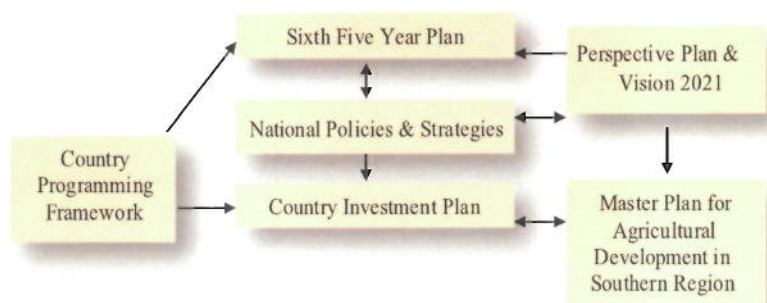 Sixth Five Year Plan
Perspective Plan &
Vision 2021
National Policies & Strategies
Country
Programming
Framework
Country Investment Plan
Master Plan for
Agricultural
Development in
Southern Region